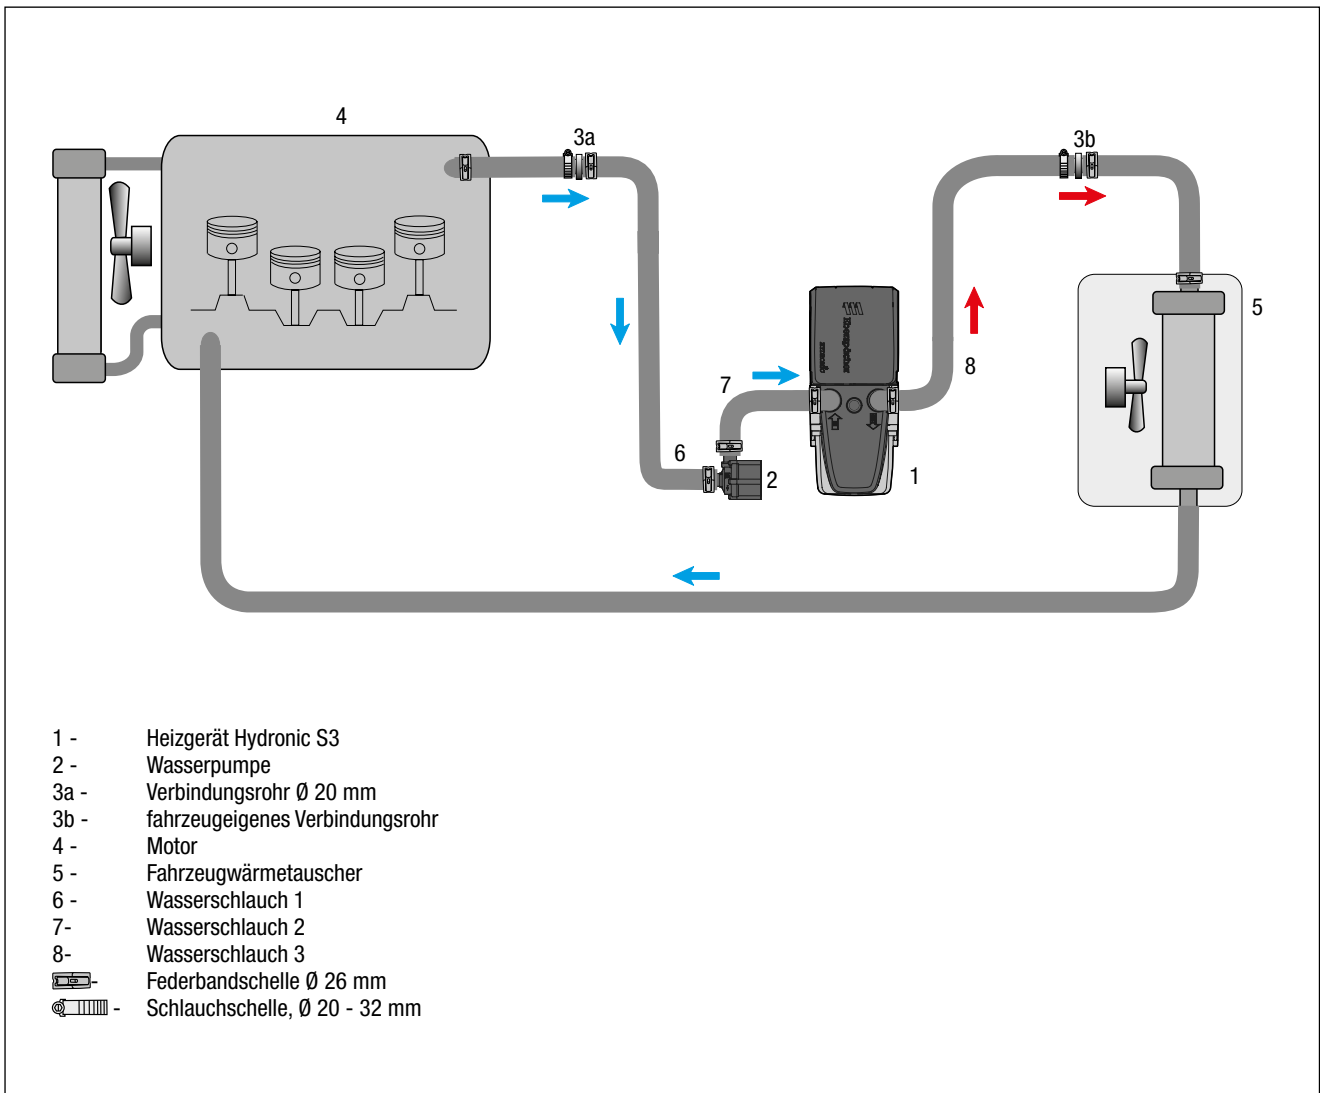 4
3a
3b
5
Eberspächer
7
8
6
2
1
1 - Heizgerät Hydronic S3
2 - Wasserpumpe
3a - Verbindungsrohr Ø 20 mm
3b - fahrzeugeigenes Verbindungsrohr
4 - Motor
5 - Fahrzeugwärmetauscher
6 - Wasserschlauch 1
7- Wasserschlauch 2
8- Wasserschlauch 3
- Federbandschelle Ø 26 mm
- Schlauchschelle, Ø 20 - 32 mm